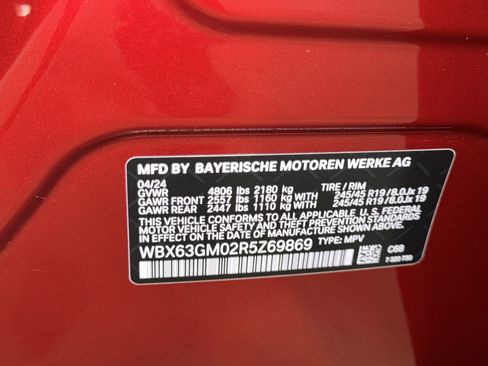 MFD BY BAYERISCHE MOTOREN WERKE AG
04/24
GVWR 4806 lbs 2180 kg TIRE / RIM
GAWR FRONT 2557 lbs 1160 kg WITH 245/45 R19 / 8.0Jx 19
GAWR REAR 2447 lbs 1110 kg WITH 245/45 R19 / 8.0Jx 19
THIS VEHICLE CONFORMS TO ALL APPLICABLE U.S. FEDERAL
MOTOR VEHICLE SAFETY, BUMPER, AND THEFT PREVENTION STANDARDS IN
EFFECT ON THE DATE OF MANUFACTURE SHOWN ABOVE.
WBX63GM02R5Z69869 TYPE: MPV
C6B